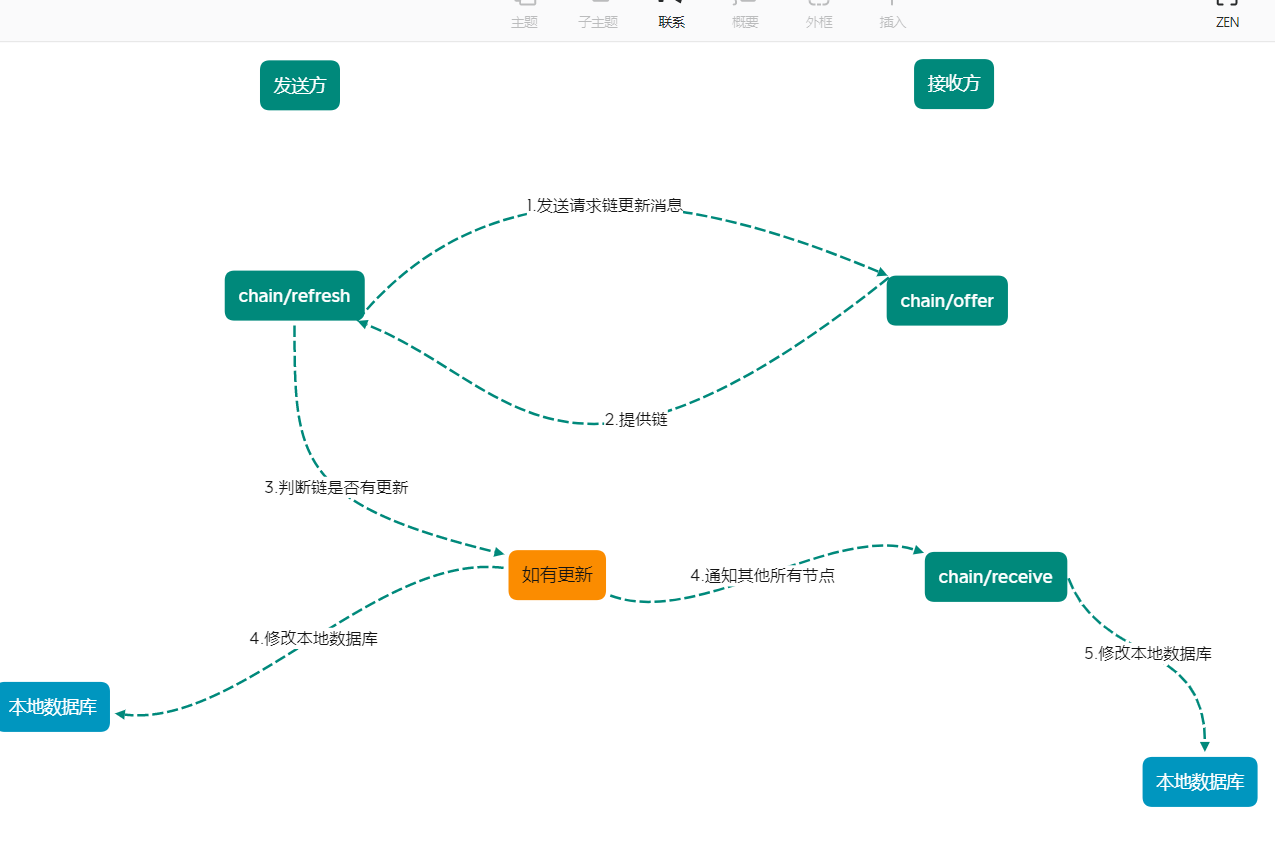 主题
子主题
联系
概要
外框
插入
ZEN
发送方
接收方
1.发送请求链更新消息
chain/refresh
chain/offer
2.提供链
3.判断链是否有更新
如有更新
4.通知其他所有节点
chain/receive
4.修改本地数据库
5.修改本地数据库
本地数据库
本地数据库